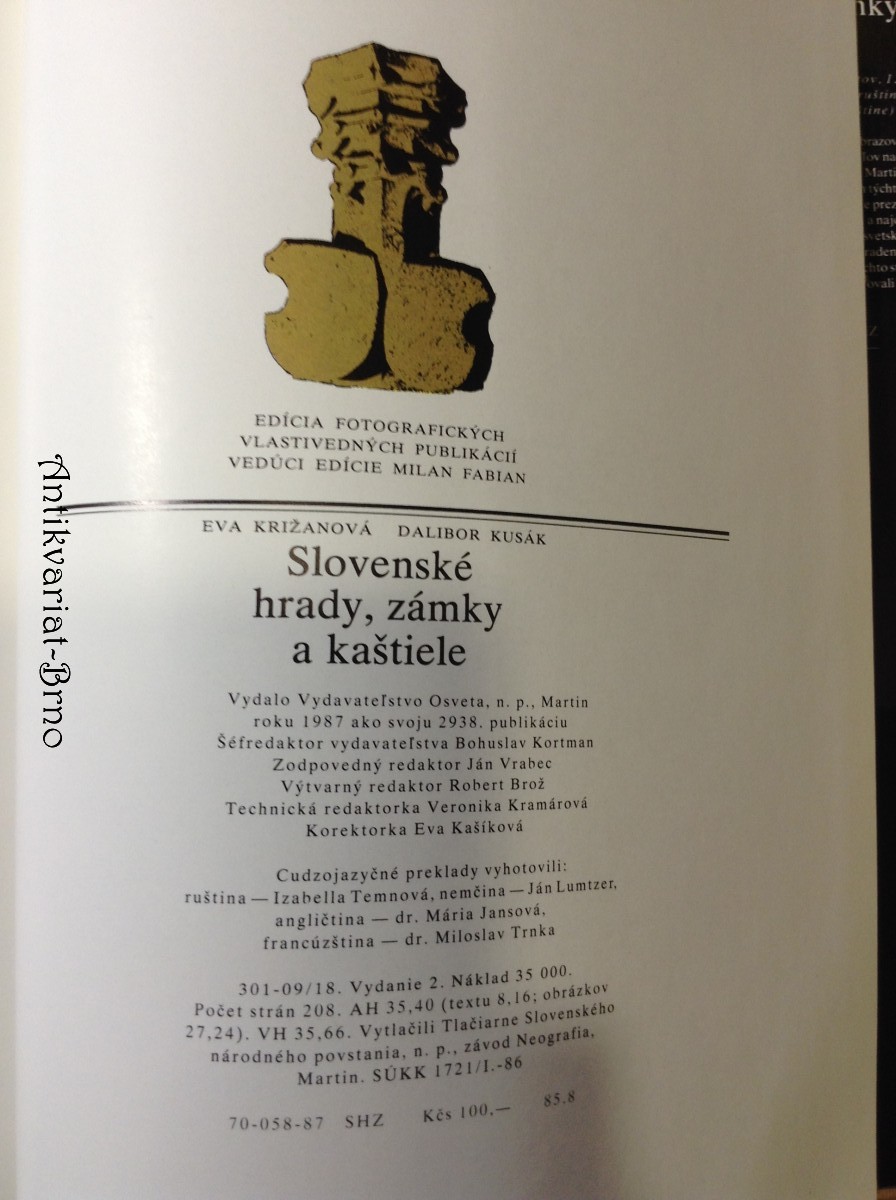 EDÍCIA FOTOGRAFICKÝCH
VLASTIVEDNÝCH PUBLIKÁCIÍ
VEDÚCI EDÍCIE MILAN FABIAN
EVA KRIŽANOVÁ DALIBOR KUSÁK
Slovenské
hrady, zámky
a kaštiele
Vydalo Vydavateľstvo Osveta, n. p., Martin
roku 1987 ako svoju 2938. publikáciu
Šéfredaktor vydavateľstva Bohuslav Kortman
Zodpovedný redaktor Ján Vrabec
Výtvarný redaktor Robert Brož
Technická redaktorka Veronika Kramárová
Korektorka Eva Kašíková
Cudzojazyčné preklady vyhotovili:
ruština — Izabella Temnová, nemčina — Ján Lumtzer,
angličtina — dr. Mária Jansová,
francúzština — dr. Miloslav Trnka
301-09/18. Vydanie 2. Náklad 35 000.
Počet strán 208. AH 35,40 (textu 8,16; obrázkov
27,24). VH 35,66. Vytlačili Tlačiarne Slovenského
národného povstania, n. p., závod Neografia,
Martin. SÚKK 1721/I.-86
70-058-87 SHZ Kčs 100,— 85.8
Antikvariat-Brno